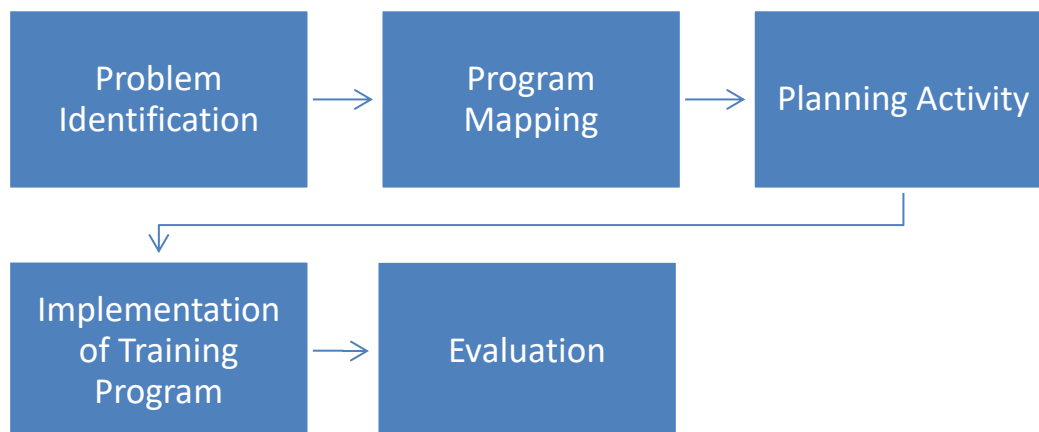 Problem
Identification
Program
Mapping
Planning Activity
Implementation
of Training
Program
Evaluation